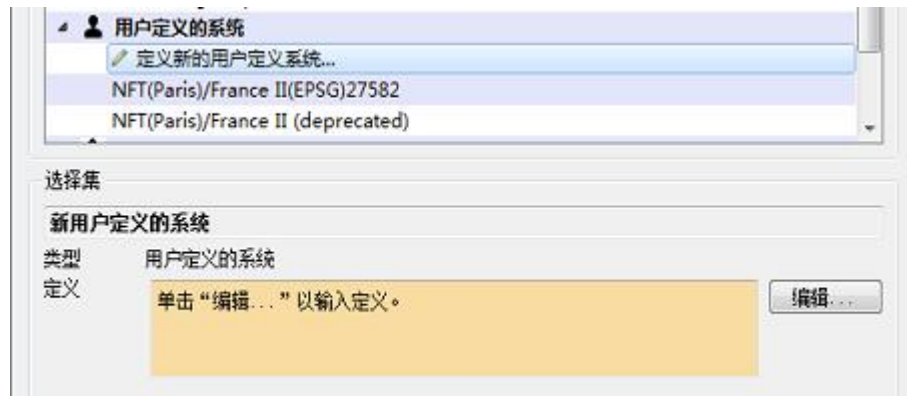 用户定义的系统
定义新的用户定义系统...
NFT(Paris)/France II(EPSG)27582
NFT(Paris)/France II (deprecated)
选择集
新用户定义的系统
类型 用户定义的系统
定义 单击“编辑...”以输入定义。 编辑...